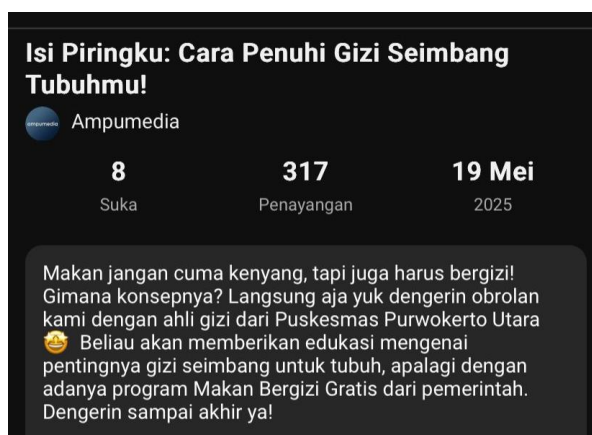 Isi Piringku: Cara Penuhi Gizi Seimbang
Tubuhmu!
ampumedia
Ampumedia
8
317
19 Mei
Suka
Penayangan
2025
Makan jangan cuma kenyang, tapi juga harus bergizi!
Gimana konsepnya? Langsung aja yuk dengerin obrolan
kami dengan ahli gizi dari Puskesmas Purwokerto Utara
🤩 Beliau akan memberikan edukasi mengenai
pentingnya gizi seimbang untuk tubuh, apalagi dengan
adanya program Makan Bergizi Gratis dari pemerintah.
Dengerin sampai akhir ya!